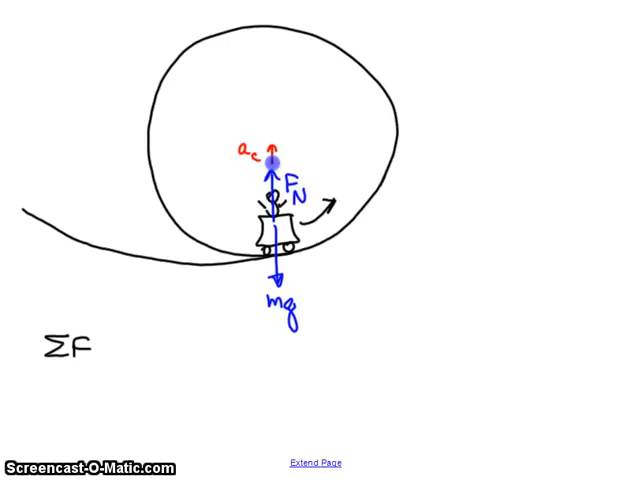 a_c
F_N
mg
ΣF
Extend Page
Screencast-O-Matic.com